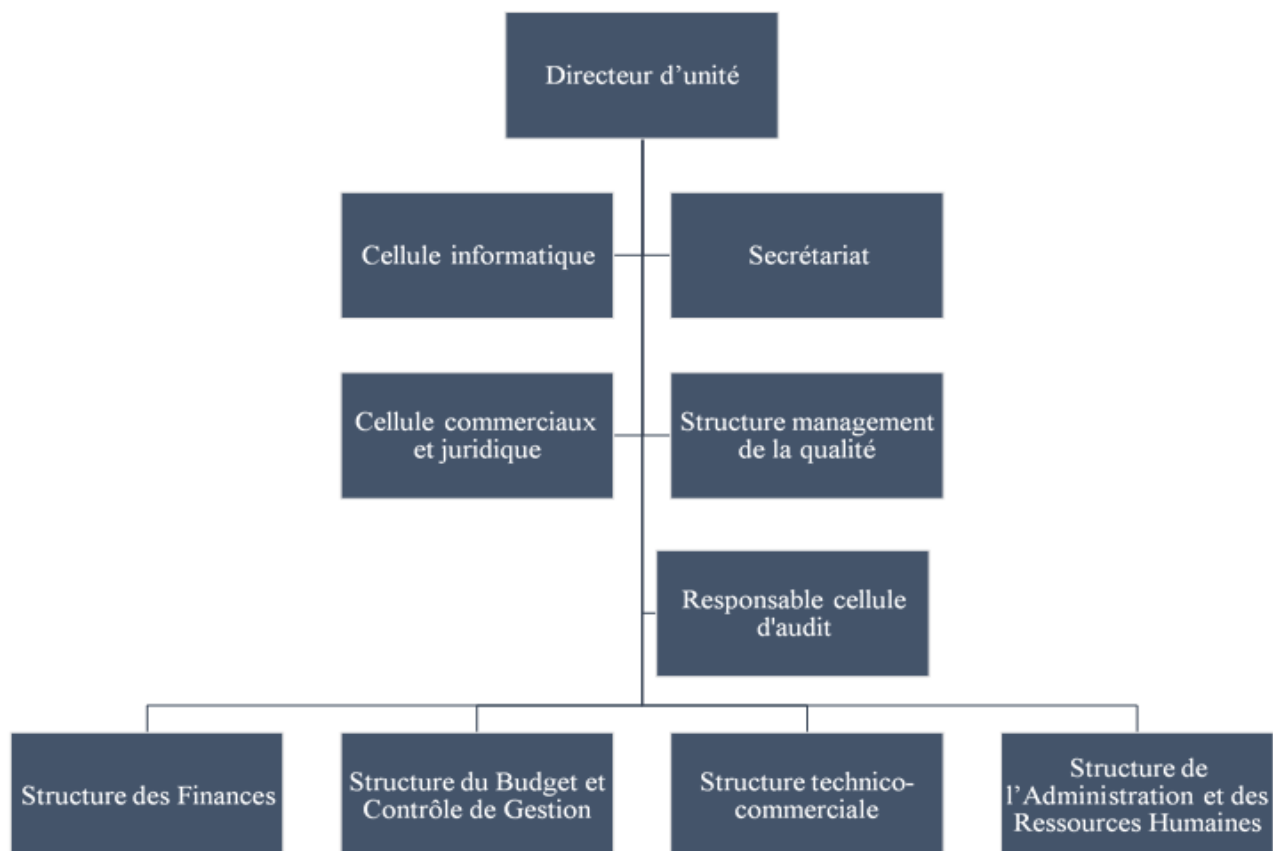 Directeur d’unité
Cellule informatique
Secrétariat
Cellule commerciaux
et juridique
Structure management
de la qualité
Responsable cellule
d'audit
Structure des Finances
Structure du Budget et
Contrôle de Gestion
Structure technico-
commerciale
Structure de
l’Administration et des
Ressources Humaines